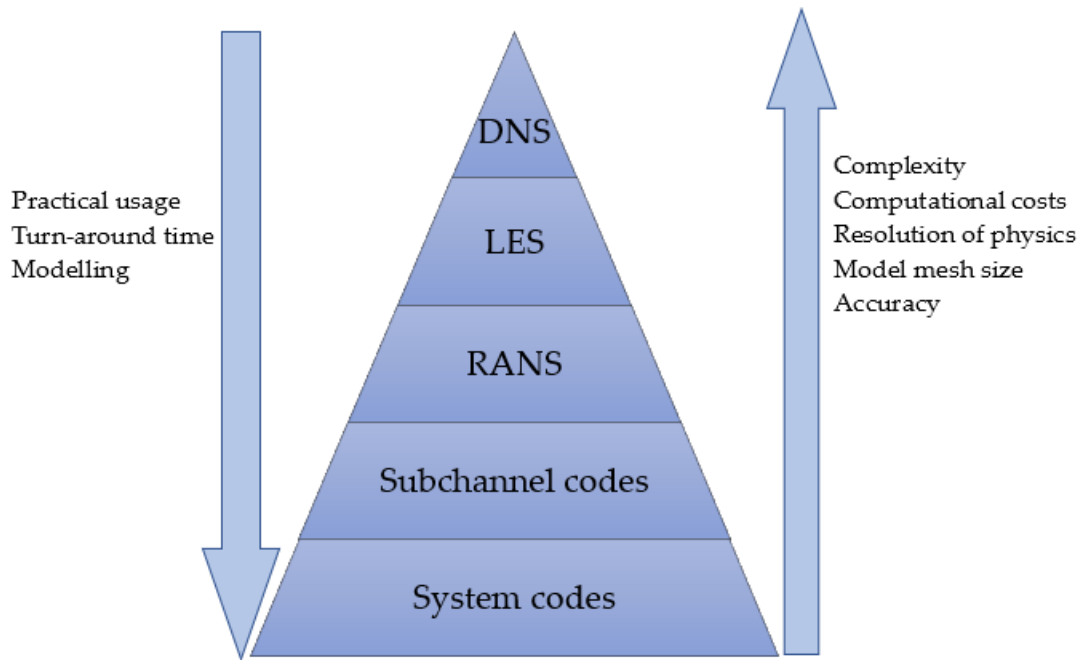 DNS
LES
RANS
Subchannel codes
System codes
Practical usage
Turn-around time
Modelling
Complexity
Computational costs
Resolution of physics
Model mesh size
Accuracy